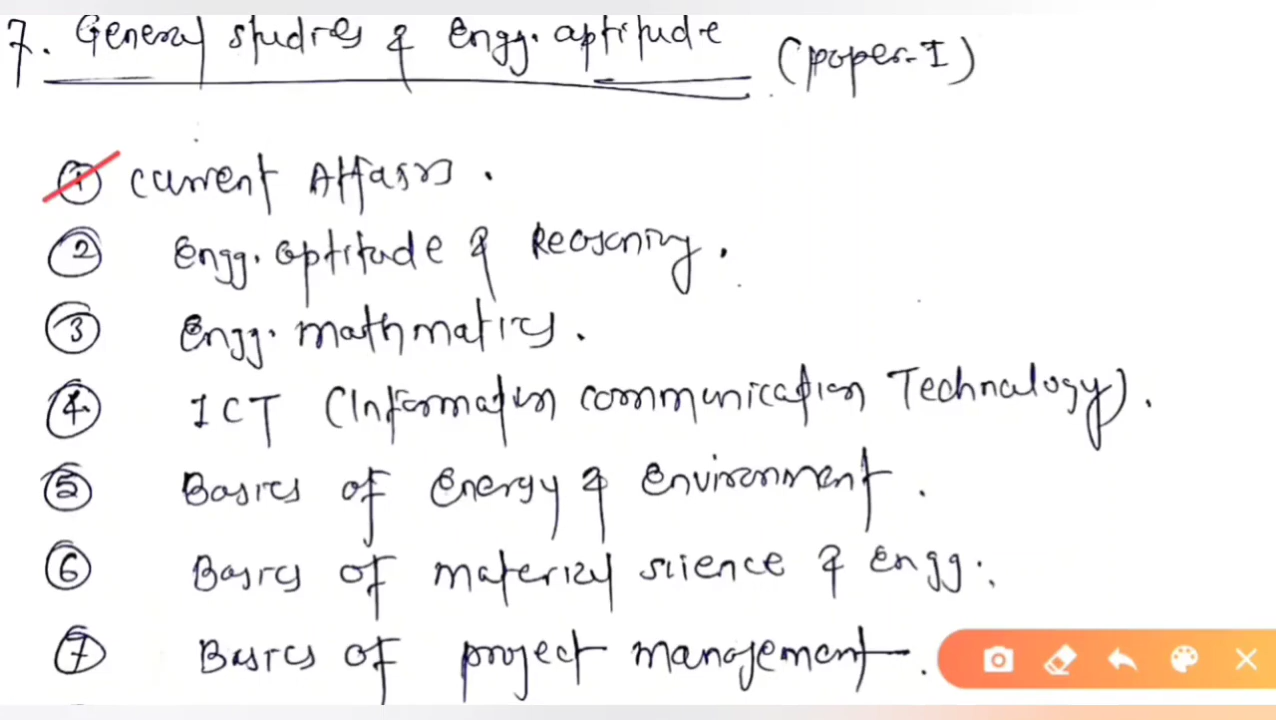 7. General studies & Engg. aptitude (paper-I)
① Current Affairs.
② Engg. aptitude & Reasoning.
③ Engg. mathmatics.
④ ICT (Information communication Technology).
⑤ Basics of Energy & Environment.
⑥ Basics of material science & Engg.
⑦ Basics of project management.